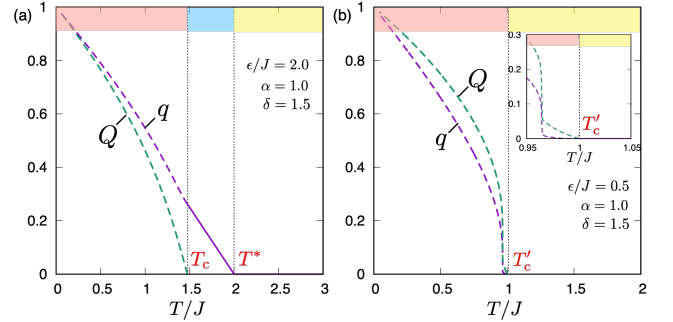 (a)
1
0.8
0.6
0.4
0.2
0
0 0.5 1 1.5 2 2.5 3
T/J
ϵ/J = 2.0
α = 1.0
δ = 1.5
Q
q
T_c
T*
(b)
1
0.8
0.6
0.4
0.2
0
0 0.5 1 1.5 2
T/J
Q
q
T′_c
ϵ/J = 0.5
α = 1.0
δ = 1.5
0.3
0.2
0.1
0
0.95 1 1.05
T/J
T′_c